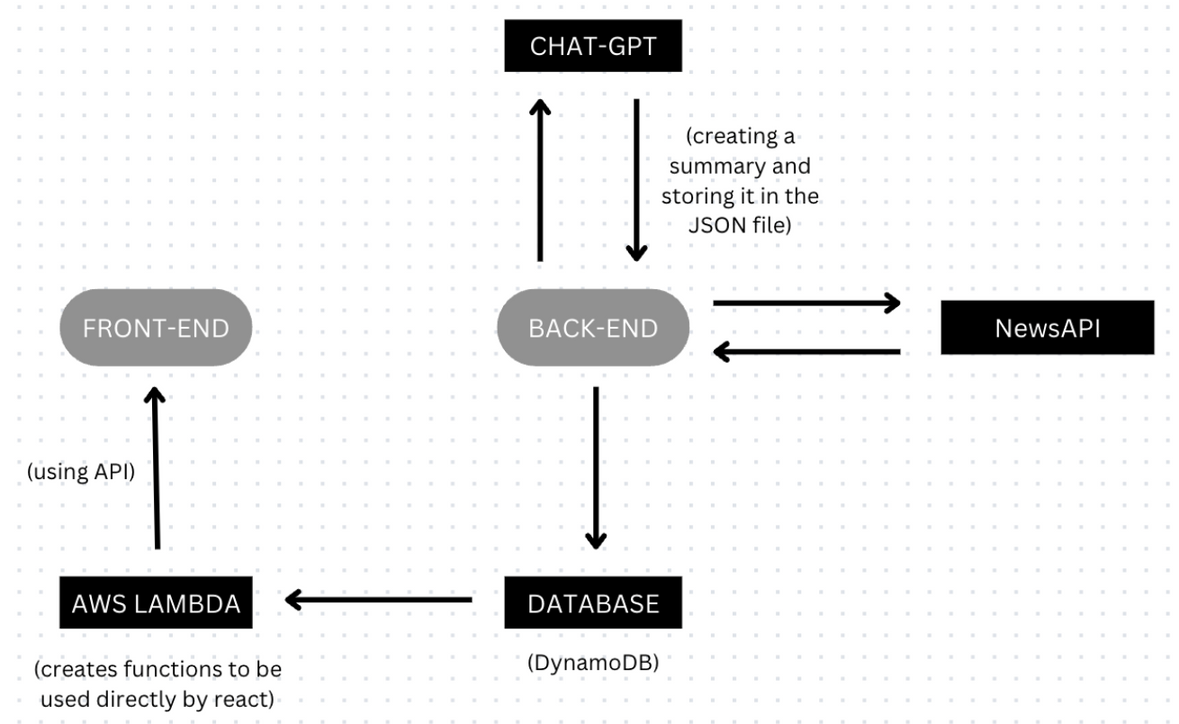 CHAT-GPT
(creating a
summary and
storing it in the
JSON file)
FRONT-END
BACK-END
NewsAPI
(using API)
AWS LAMBDA
DATABASE
(creates functions to be
used directly by react)
(DynamoDB)